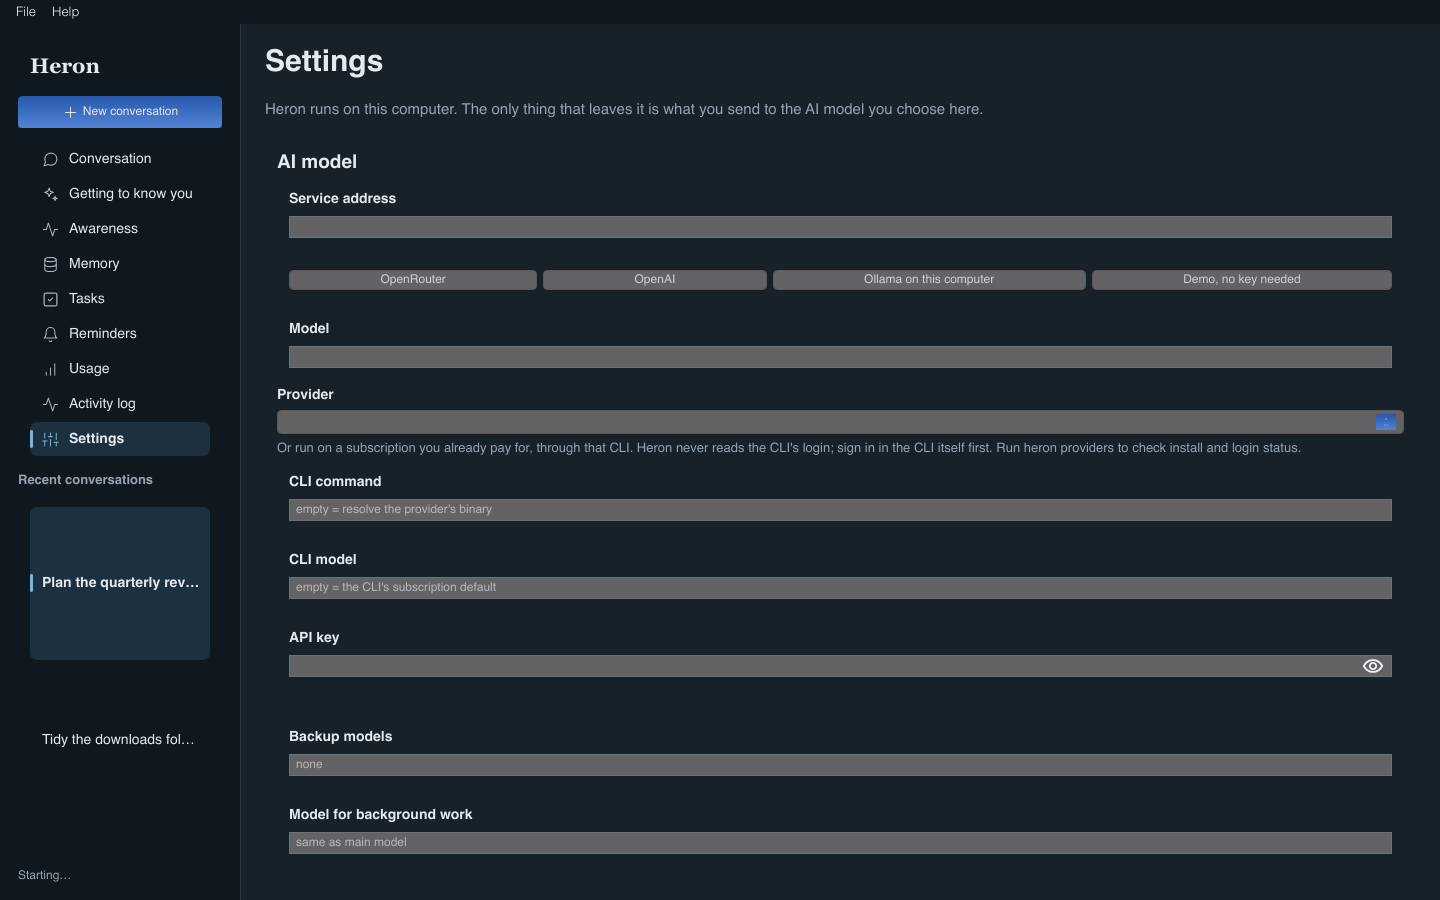 File Help
Heron
New conversation
Conversation
Getting to know you
Awareness
Memory
Tasks
Reminders
Usage
Activity log
Settings
Recent conversations
Plan the quarterly rev…
Tidy the downloads fol…
Starting…
Settings
Heron runs on this computer. The only thing that leaves it is what you send to the AI model you choose here.
AI model
Service address
OpenRouter
OpenAI
Ollama on this computer
Demo, no key needed
Model
Provider
Or run on a subscription you already pay for, through that CLI. Heron never reads the CLI's login; sign in in the CLI itself first. Run heron providers to check install and login status.
CLI command
empty = resolve the provider's binary
CLI model
empty = the CLI's subscription default
API key
Backup models
none
Model for background work
same as main model